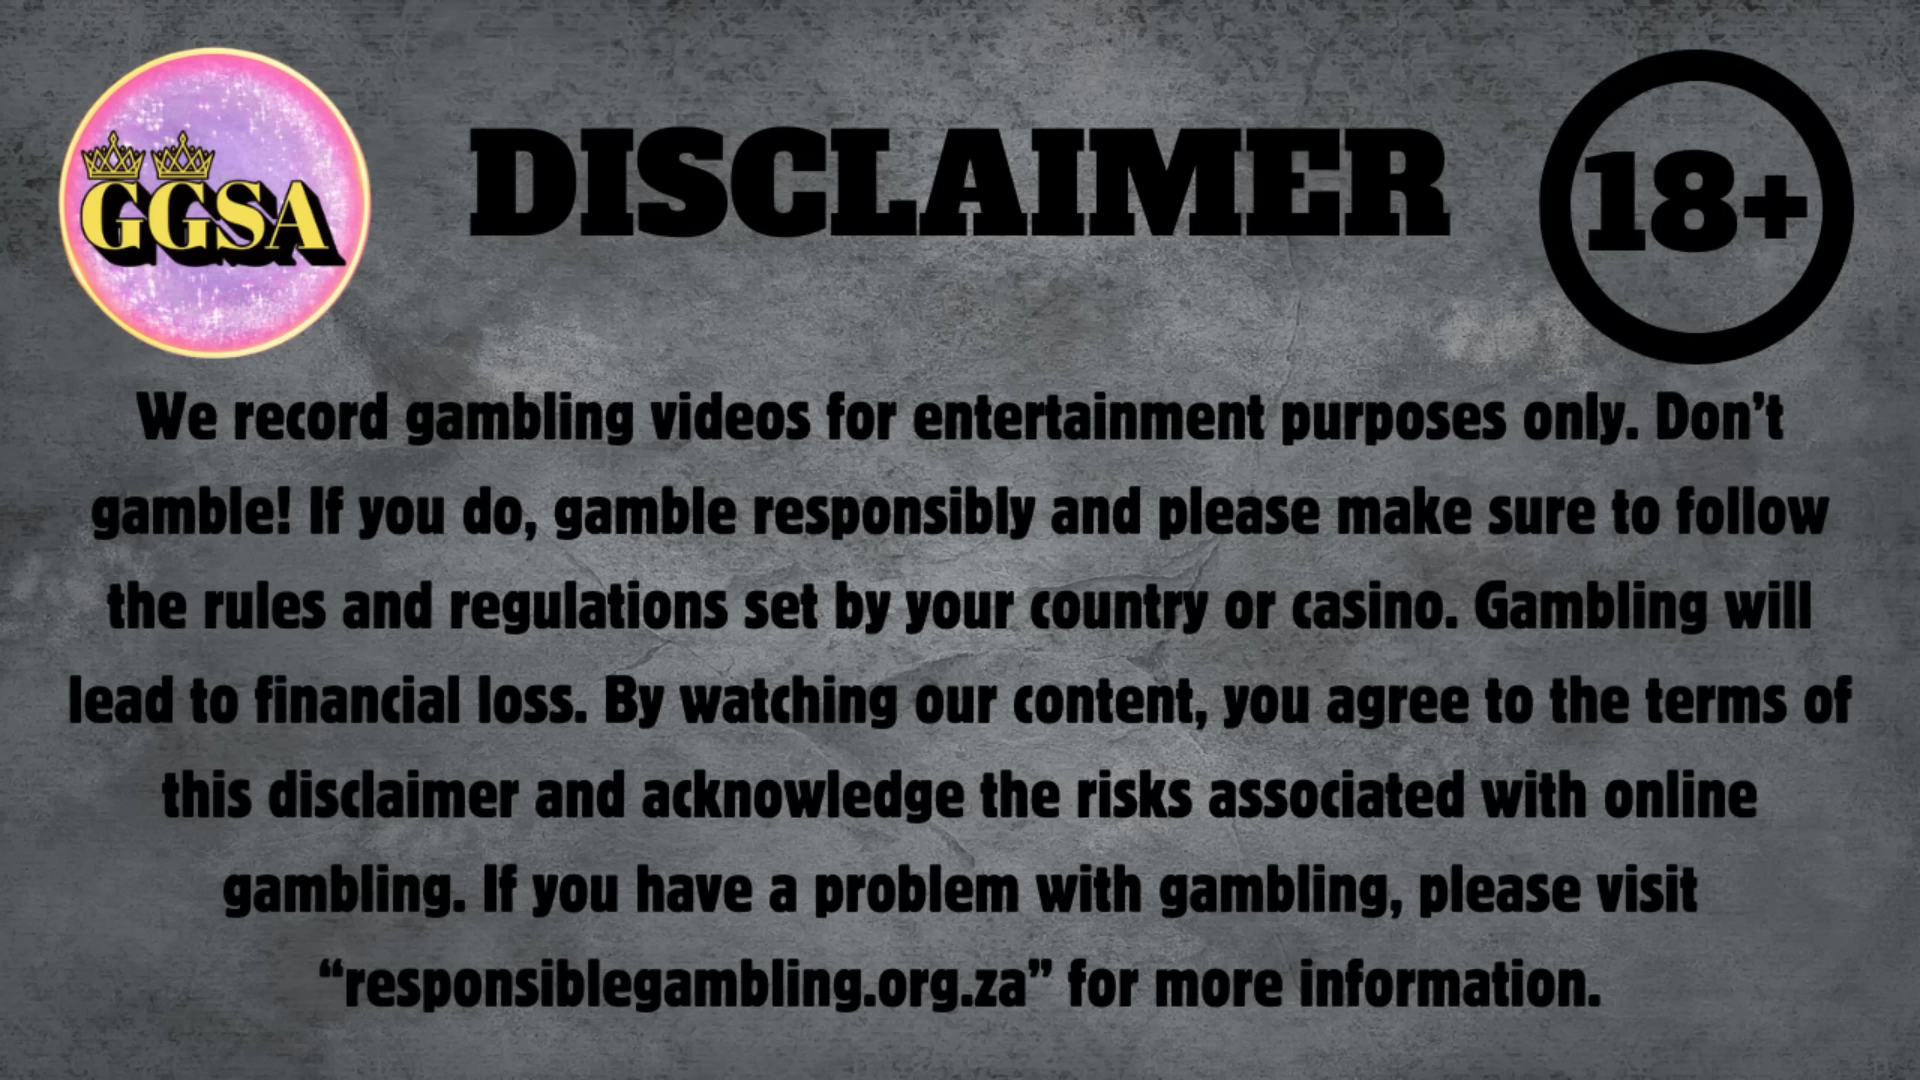 GGSA
DISCLAIMER
18+
We record gambling videos for entertainment purposes only. Don’t
gamble! If you do, gamble responsibly and please make sure to follow
the rules and regulations set by your country or casino. Gambling will
lead to financial loss. By watching our content, you agree to the terms of
this disclaimer and acknowledge the risks associated with online
gambling. If you have a problem with gambling, please visit
“responsiblegambling.org.za” for more information.